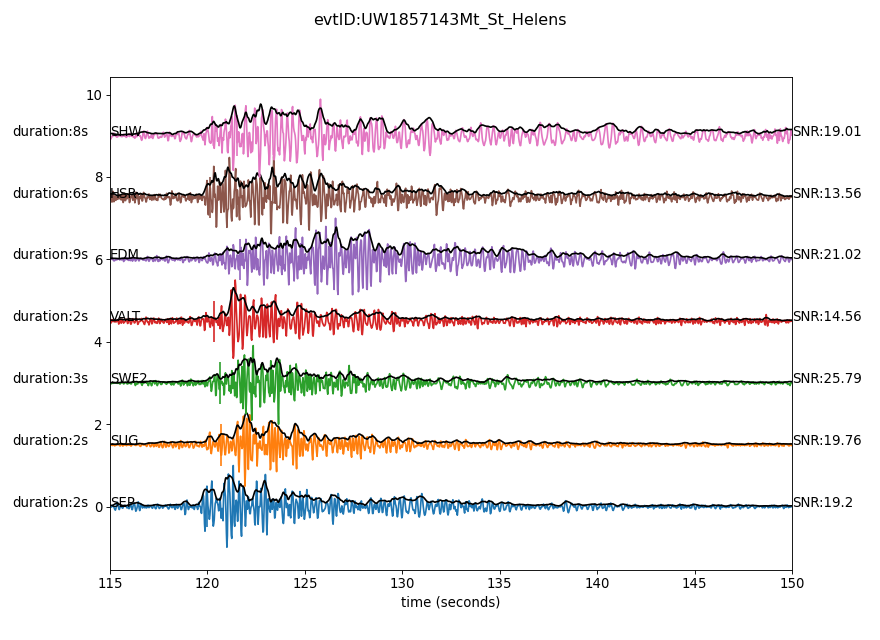 evtID:UW1857143Mt_St_Helens
10
duration:8s SHW SNR:19.01
8
duration:6s HSR SNR:13.56
duration:9s EDM SNR:21.02
6
duration:2s VALT SNR:14.56
4
duration:3s SWF2 SNR:25.79
2
duration:2s SUG SNR:19.76
duration:2s SEP SNR:19.2
0
115 120 125 130 135 140 145 150
time (seconds)